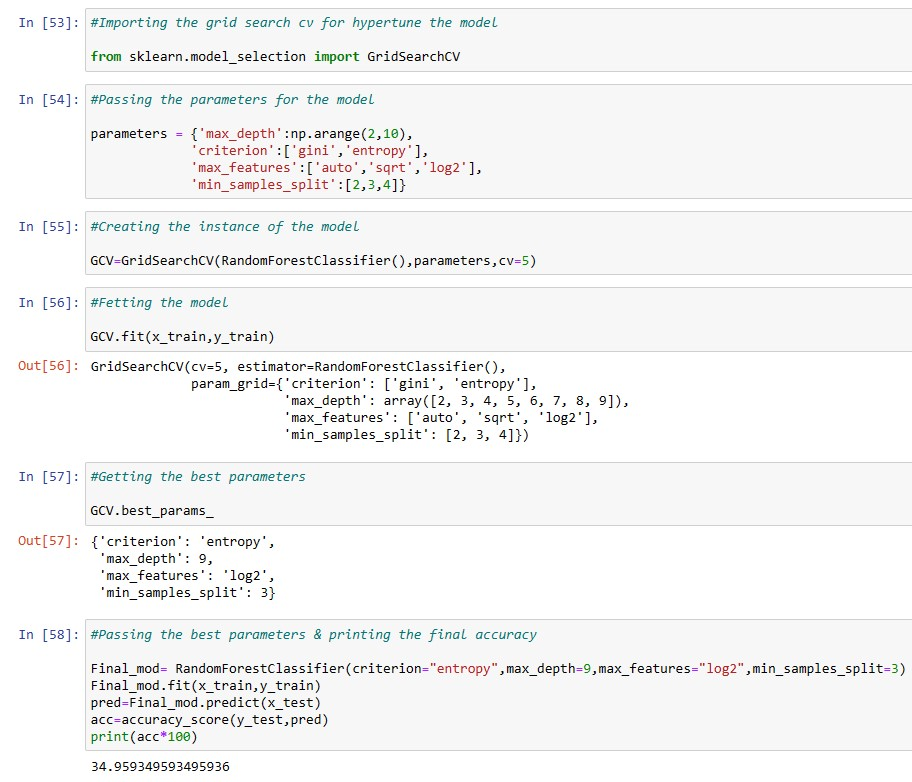 In [53]: #Importing the grid search cv for hypertune the model
from sklearn.model_selection import GridSearchCV
In [54]: #Passing the parameters for the model
parameters = {'max_depth':np.arange(2,10),
'criterion':['gini','entropy'],
'max_features':['auto','sqrt','log2'],
'min_samples_split':[2,3,4]}
In [55]: #Creating the instance of the model
GCV=GridSearchCV(RandomForestClassifier(),parameters,cv=5)
In [56]: #Fetting the model
GCV.fit(x_train,y_train)
Out[56]: GridSearchCV(cv=5, estimator=RandomForestClassifier(),
param_grid={'criterion': ['gini', 'entropy'],
'max_depth': array([2, 3, 4, 5, 6, 7, 8, 9]),
'max_features': ['auto', 'sqrt', 'log2'],
'min_samples_split': [2, 3, 4]})
In [57]: #Getting the best parameters
GCV.best_params_
Out[57]: {'criterion': 'entropy',
'max_depth': 9,
'max_features': 'log2',
'min_samples_split': 3}
In [58]: #Passing the best parameters & printing the final accuracy
Final_mod= RandomForestClassifier(criterion="entropy",max_depth=9,max_features="log2",min_samples_split=3)
Final_mod.fit(x_train,y_train)
pred=Final_mod.predict(x_test)
acc=accuracy_score(y_test,pred)
print(acc*100)
34.959349593495936